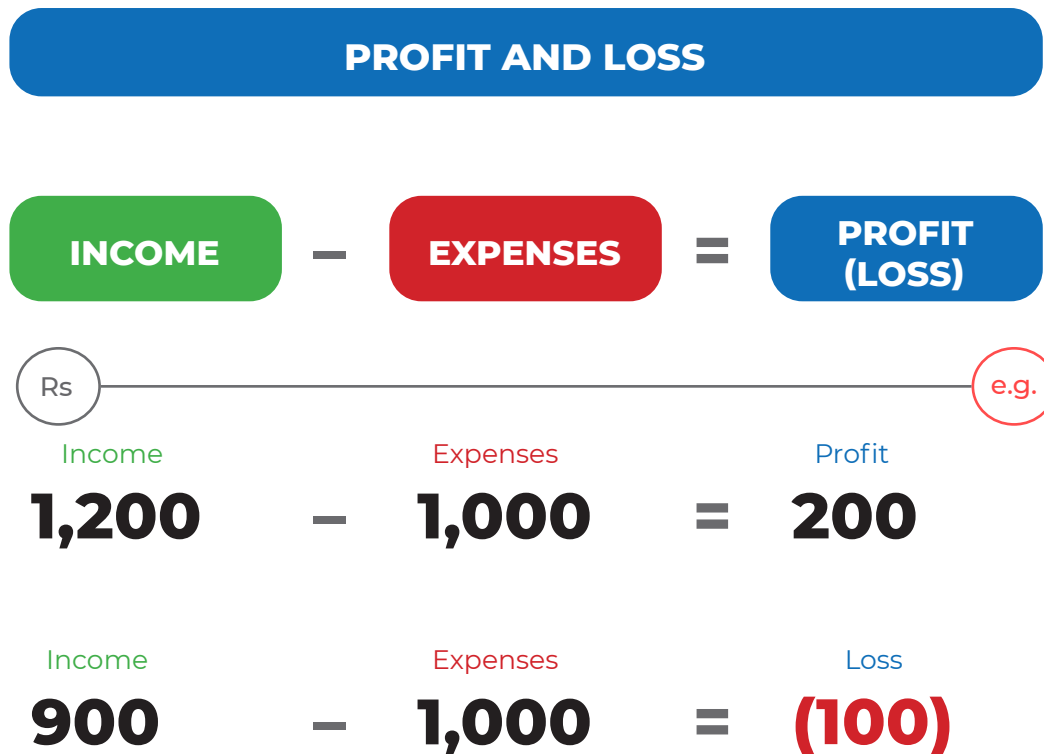 PROFIT AND LOSS
INCOME – EXPENSES = PROFIT
(LOSS)
Rs e.g.
Income Expenses Profit
1,200 – 1,000 = 200
Income Expenses Loss
900 – 1,000 = (100)